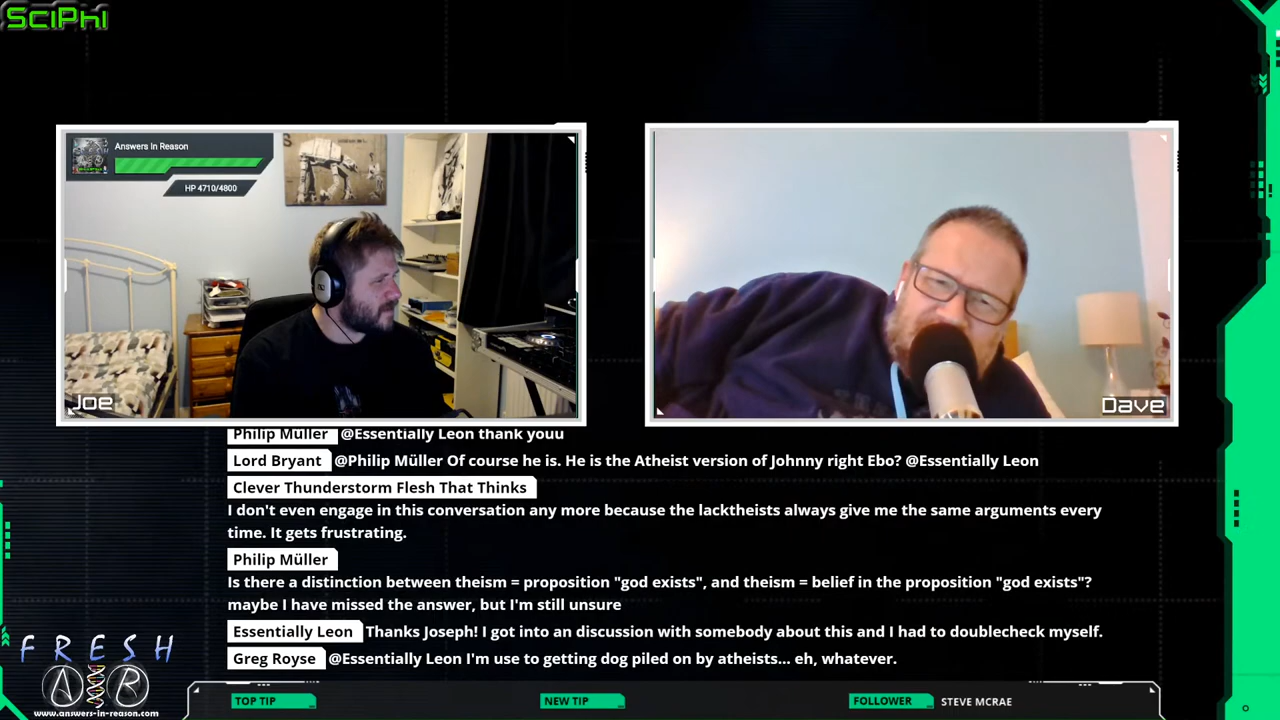 SciPhi
Answers In Reason
HP 4710/4800
Joe
Dave
Philip Müller @Essentially Leon thank youu
Lord Bryant @Philip Müller Of course he is. He is the Atheist version of Johnny right Ebo? @Essentially Leon
Clever Thunderstorm Flesh That Thinks
I don't even engage in this conversation any more because the lacktheists always give me the same arguments every
time. It gets frustrating.
Philip Müller
Is there a distinction between theism = proposition "god exists", and theism = belief in the proposition "god exists"?
maybe I have missed the answer, but I'm still unsure
Essentially Leon Thanks Joseph! I got into an discussion with somebody about this and I had to doublecheck myself.
Greg Royse @Essentially Leon I'm use to getting dog piled on by atheists... eh, whatever.
FRESH
AiR
www.answers-in-reason.com
TOP TIP
NEW TIP
FOLLOWER STEVE MCRAE